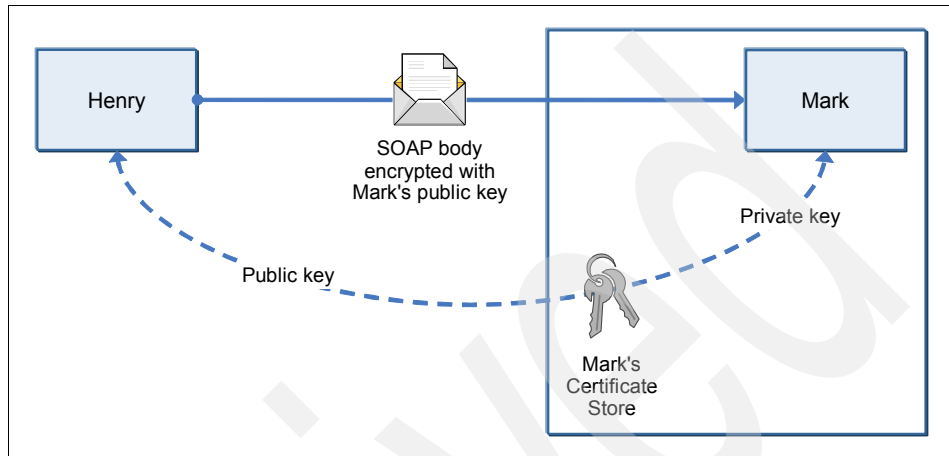 Henry
Mark
SOAP body
encrypted with
Mark's public key
Private key
Public key
Mark's
Certificate
Store